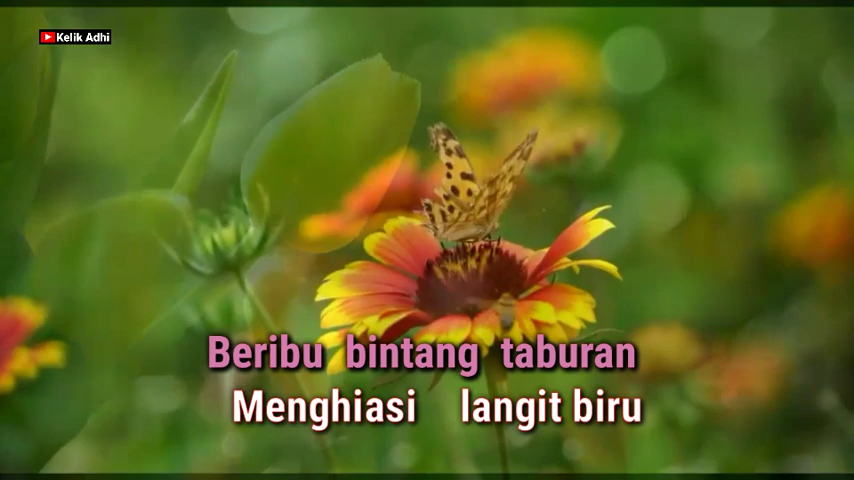 Kelik Adhi
Beribu bintang taburan
Menghiasi langit biru